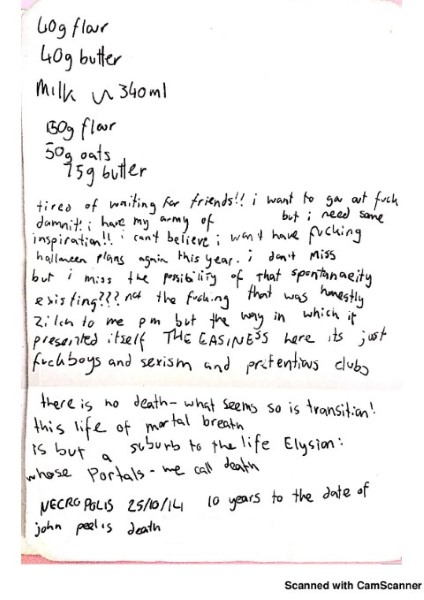 40g flour
40g butter
Milk ~ 340ml
150g flour
50g oats
75g butter
tired of waiting for friends!! i want to go out fuck
damnit! i have my army of but i need some
inspiration!! i cant believe i won't have fucking
halloween plans again this year. i don't miss
but i miss the possibility of that spontaneity
existing??? not the fucking that was honestly
zilch to me pm but the way in which it
presented itself THE EASINESS here its just
fuckboys and sexism and pretentious clubs
there is no death - what seems so is transition!
this life of mortal breath
is but a suburb to the life Elysian:
whose Portals - we call death
NECROPOLIS 25/10/14 10 years to the date of
john peel's death
Scanned with CamScanner